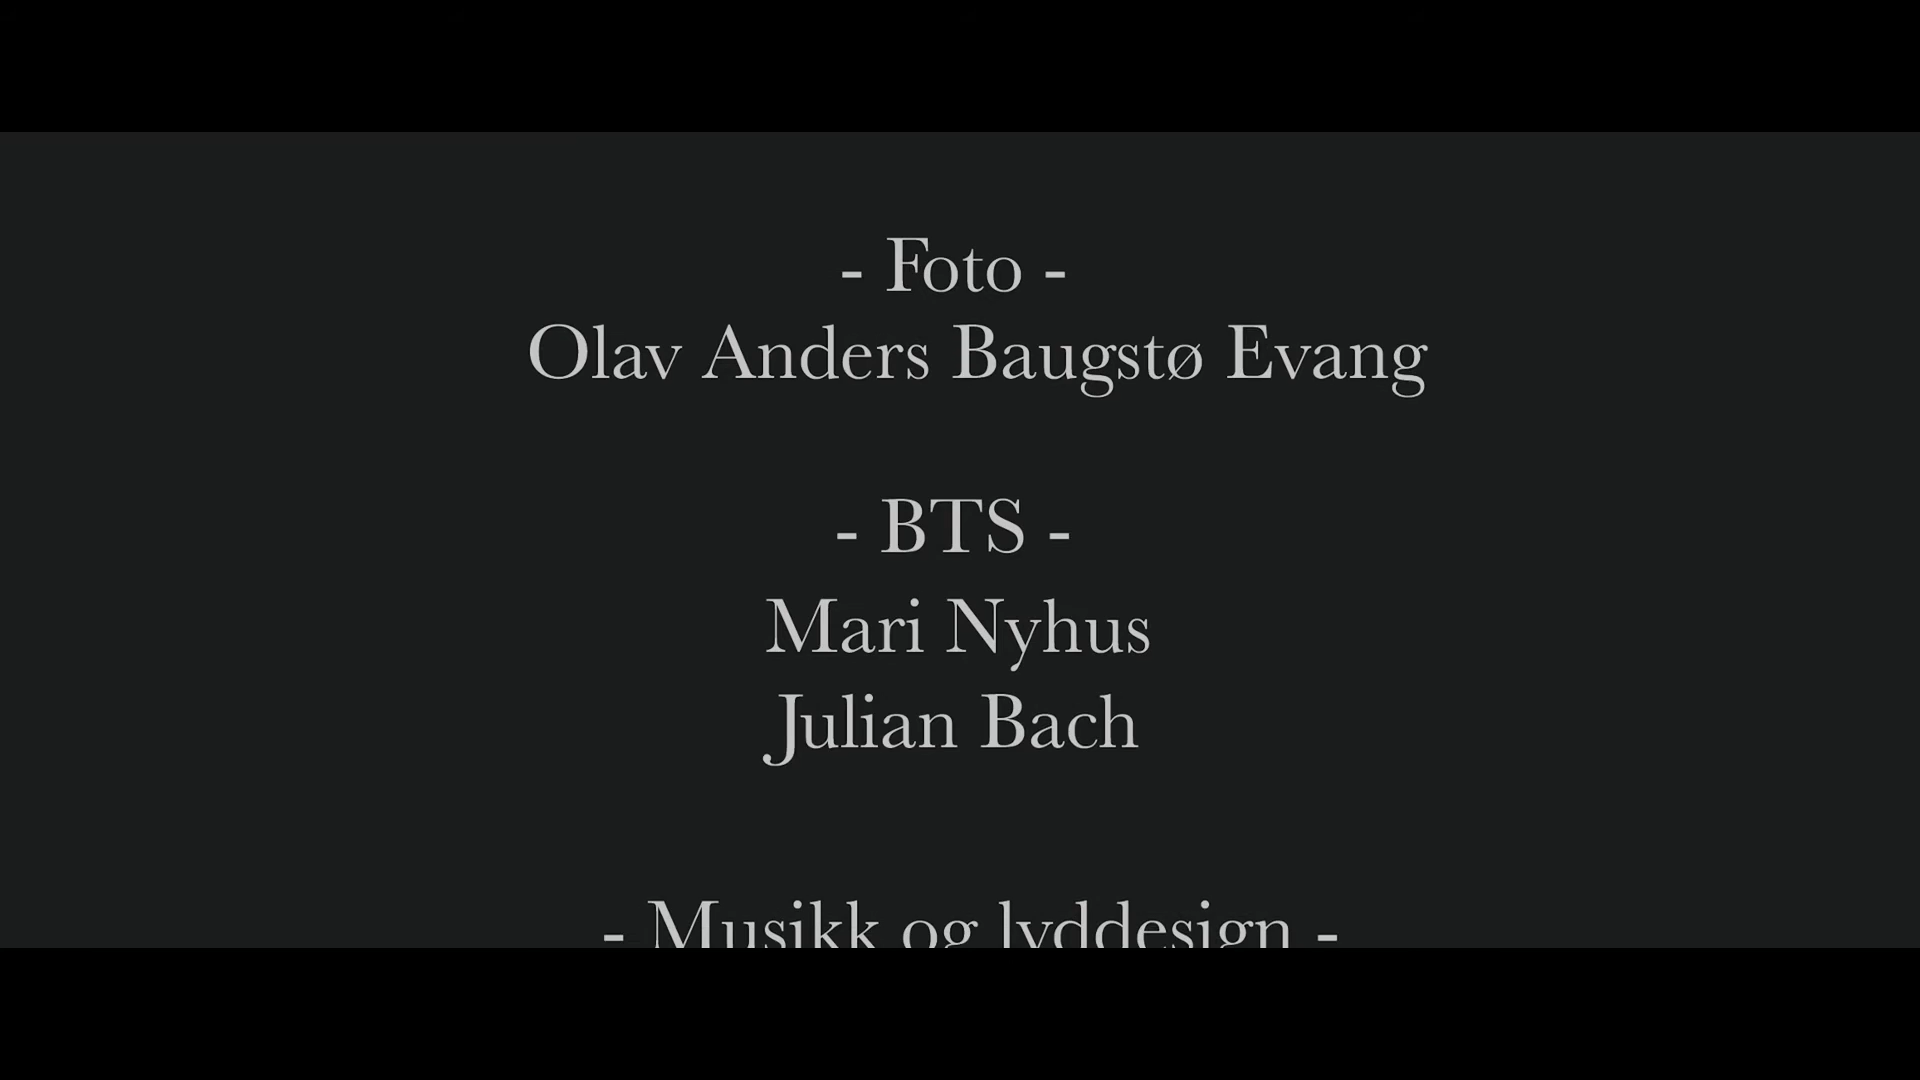 - Foto -
Olav Anders Baugstø Evang
- BTS -
Mari Nyhus
Julian Bach
- Musikk og lyddesign -